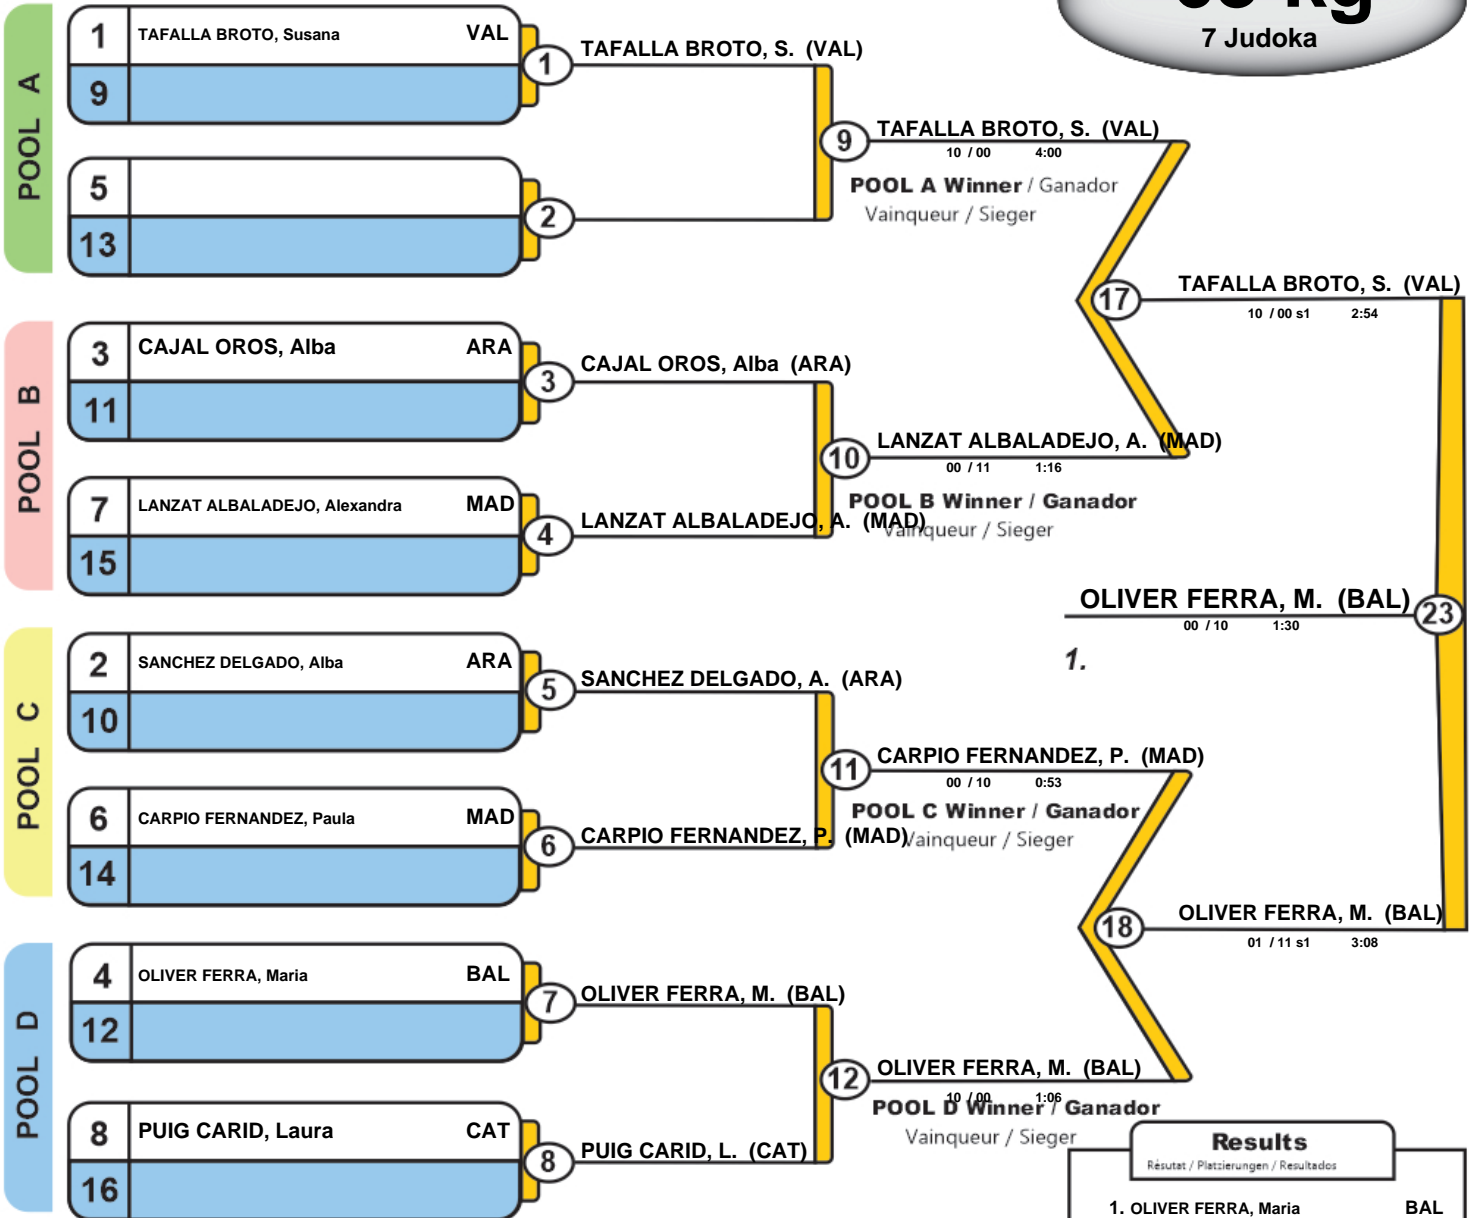 7 Judoka
POOL A
1 TAFALLA BROTO, Susana VAL
9
5
13
1 TAFALLA BROTO, S. (VAL)
2
9 TAFALLA BROTO, S. (VAL)
10 / 00 4:00
POOL A Winner / Ganador
Vainqueur / Sieger
POOL B
3 CAJAL OROS, Alba ARA
11
7 LANZAT ALBALADEJO, Alexandra MAD
15
3 CAJAL OROS, Alba (ARA)
4 LANZAT ALBALADEJO, A. (MAD)
10 LANZAT ALBALADEJO, A. (MAD)
00 / 11 1:16
POOL B Winner / Ganador
Vainqueur / Sieger
17 TAFALLA BROTO, S. (VAL)
10 / 00 s1 2:54
OLIVER FERRA, M. (BAL) 23
00 / 10 1:30
1.
POOL C
2 SANCHEZ DELGADO, Alba ARA
10
6 CARPIO FERNANDEZ, Paula MAD
14
5 SANCHEZ DELGADO, A. (ARA)
6 CARPIO FERNANDEZ, P. (MAD)
11 CARPIO FERNANDEZ, P. (MAD)
00 / 10 0:53
POOL C Winner / Ganador
Vainqueur / Sieger
18 OLIVER FERRA, M. (BAL)
01 / 11 s1 3:08
POOL D
4 OLIVER FERRA, Maria BAL
12
8 PUIG CARID, Laura CAT
16
7 OLIVER FERRA, M. (BAL)
8 PUIG CARID, L. (CAT)
12 OLIVER FERRA, M. (BAL)
10 / 00 1:06
POOL D Winner / Ganador
Vainqueur / Sieger
Results
Résutat / Platzierungen / Resultados
1. OLIVER FERRA, Maria BAL